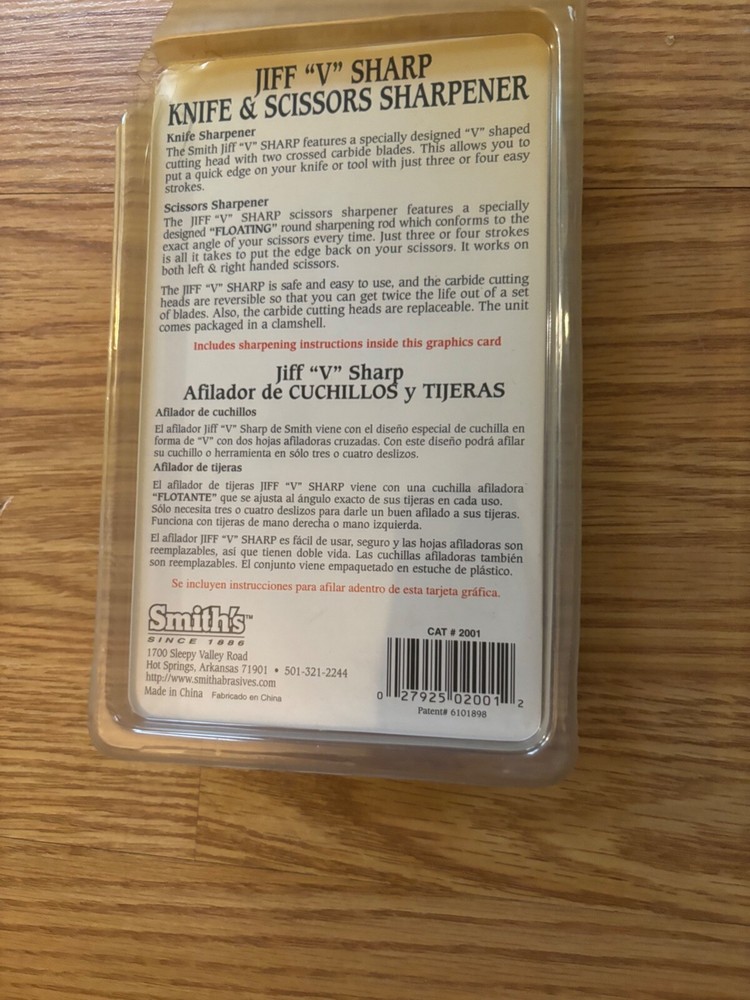 JIFF “V” SHARP
KNIFE & SCISSORS SHARPENER
Knife Sharpener
The Smith Jiff “V” SHARP features a specially designed “V” shaped
cutting head with two crossed carbide blades. This allows you to
put a quick edge on your knife or tool with just three or four easy
strokes.
Scissors Sharpener
The JIFF “V” SHARP scissors sharpener features a specially
designed “FLOATING” round sharpening rod which conforms to the
exact angle of your scissors every time. Just three or four strokes
is all it takes to put the edge back on your scissors. It works on
both left & right handed scissors.
The JIFF “V” SHARP is safe and easy to use, and the carbide cutting
heads are reversible so that you can get twice the life out of a set
of blades. Also, the carbide cutting heads are replaceable. The unit
comes packaged in a clamshell.
Includes sharpening instructions inside this graphics card
Jiff “V” Sharp
Afilador de CUCHILLOS y TIJERAS
Afilador de cuchillos
El afilador Jiff “V” Sharp de Smith viene con el diseño especial de cuchilla en
forma de “V” con dos hojas afiladoras cruzadas. Con este diseño podrá afilar
su cuchillo o herramienta en sólo tres o cuatro deslizos.
Afilador de tijeras
El afilador de tijeras JIFF “V” SHARP viene con una cuchilla afiladora
“FLOTANTE” que se ajusta al ángulo exacto de sus tijeras en cada uso.
Sólo necesita tres o cuatro deslizos para darle un buen afilado a sus tijeras.
Funciona con tijeras de mano derecha o mano izquierda.
El afilador JIFF “V” SHARP es fácil de usar, seguro y las hojas afiladoras son
reemplazables, asi que tienen doble vida. Las cuchillas afiladoras también
son reemplazables. El conjunto viene empaquetado en estuche de plástico.
Se incluyen instrucciones para afilar adentro de esta tarjeta gráfica.
Smith's™
SINCE 1886
1700 Sleepy Valley Road
Hot Springs, Arkansas 71901 • 501-321-2244
http://www.smithabrasives.com
Made in China Fabricado en China
CAT # 2001
0 27925 02001 2
Patent# 6101898